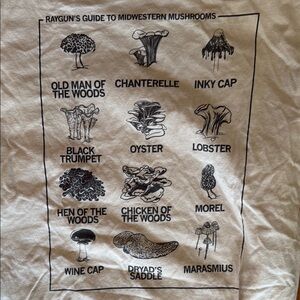 RAYGUN'S GUIDE TO MIDWESTERN MUSHROOMS
OLD MAN OF
THE WOODS
CHANTERELLE
INKY CAP
BLACK
TRUMPET
OYSTER
LOBSTER
HEN OF THE
WOODS
CHICKEN OF
THE WOODS
MOREL
WINE CAP
DRYAD'S
SADDLE
MARASMIUS